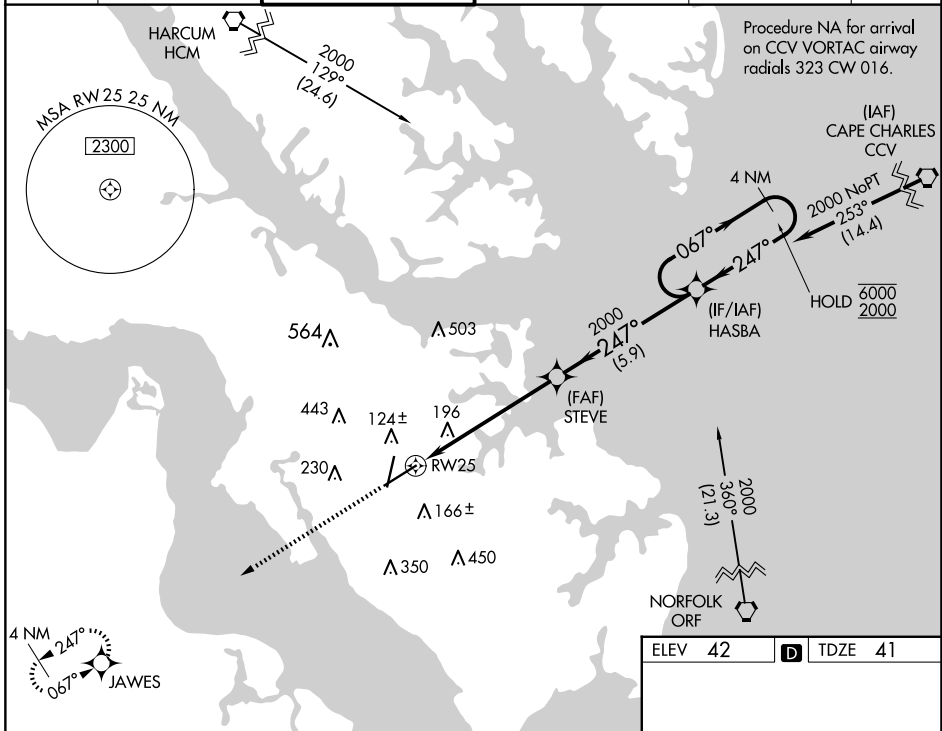 HARCUM
HCM
2000
129°
(24.6)
Procedure NA for arrival
on CCV VORTAC airway
radials 323 CW 016.
MSA RW25 25 NM
2300
(IAF)
CAPE CHARLES
CCV
4 NM
2000 NoPT
253°
(14.4)
067°
247°
HOLD
6000
2000
(IF/IAF)
HASBA
2000
247°
(5.9)
(FAF)
STEVE
564
503
443
124±
196
230
RW25
166±
350
450
2000
360°
(21.3)
NORFOLK
ORF
4 NM
247°
067°
JAWES
ELEV 42 D TDZE 41